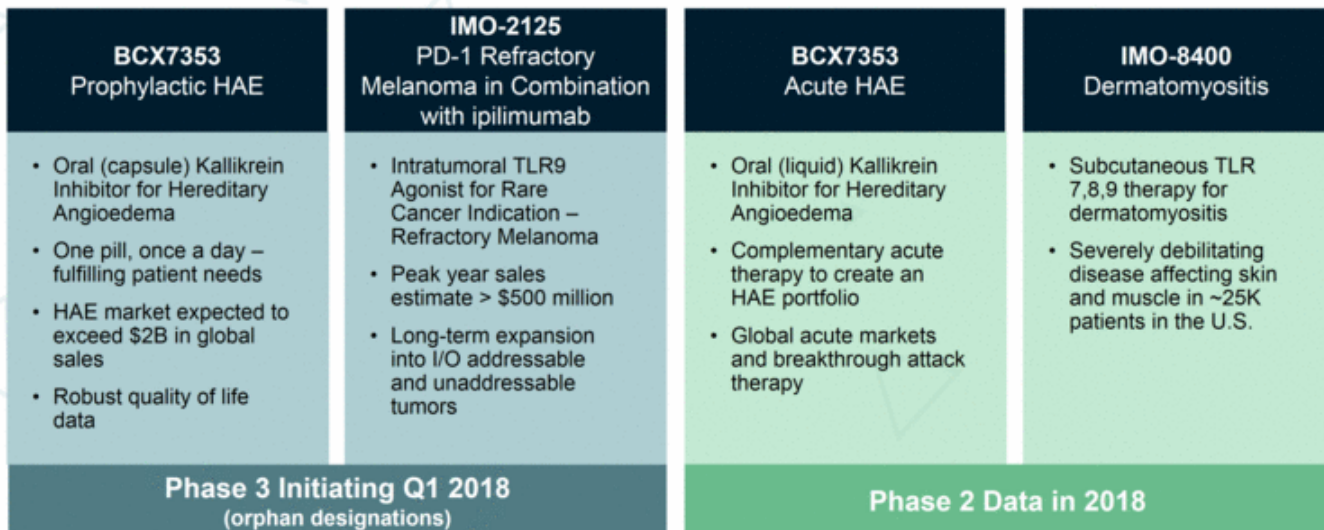 BCX7353
Prophylactic HAE
• Oral (capsule) Kallikrein
Inhibitor for Hereditary
Angioedema
• One pill, once a day –
fulfilling patient needs
• HAE market expected to
exceed $2B in global
sales
• Robust quality of life
data
IMO-2125
PD-1 Refractory
Melanoma in Combination
with ipilimumab
• Intratumoral TLR9
Agonist for Rare
Cancer Indication –
Refractory Melanoma
• Peak year sales
estimate > $500 million
• Long-term expansion
into I/O addressable
and unaddressable
tumors
Phase 3 Initiating Q1 2018
(orphan designations)
BCX7353
Acute HAE
• Oral (liquid) Kallikrein
Inhibitor for Hereditary
Angioedema
• Complementary acute
therapy to create an
HAE portfolio
• Global acute markets
and breakthrough attack
therapy
IMO-8400
Dermatomyositis
• Subcutaneous TLR
7,8,9 therapy for
dermatomyositis
• Severely debilitating
disease affecting skin
and muscle in ~25K
patients in the U.S.
Phase 2 Data in 2018